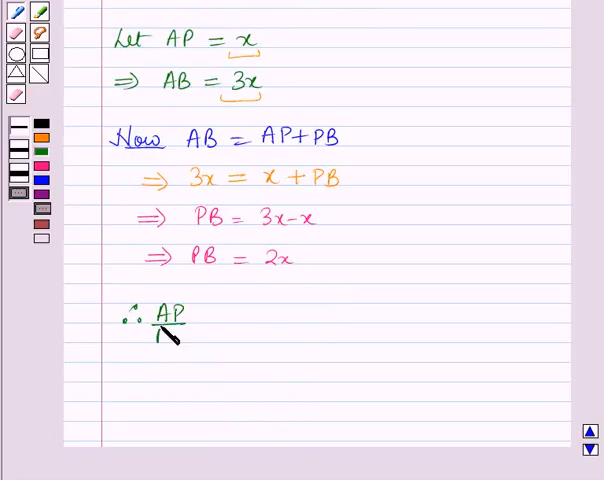 Let AP = x
⇒ AB = 3x
Now AB = AP + PB
⇒ 3x = x + PB
⇒ PB = 3x - x
⇒ PB = 2x
∴ AP